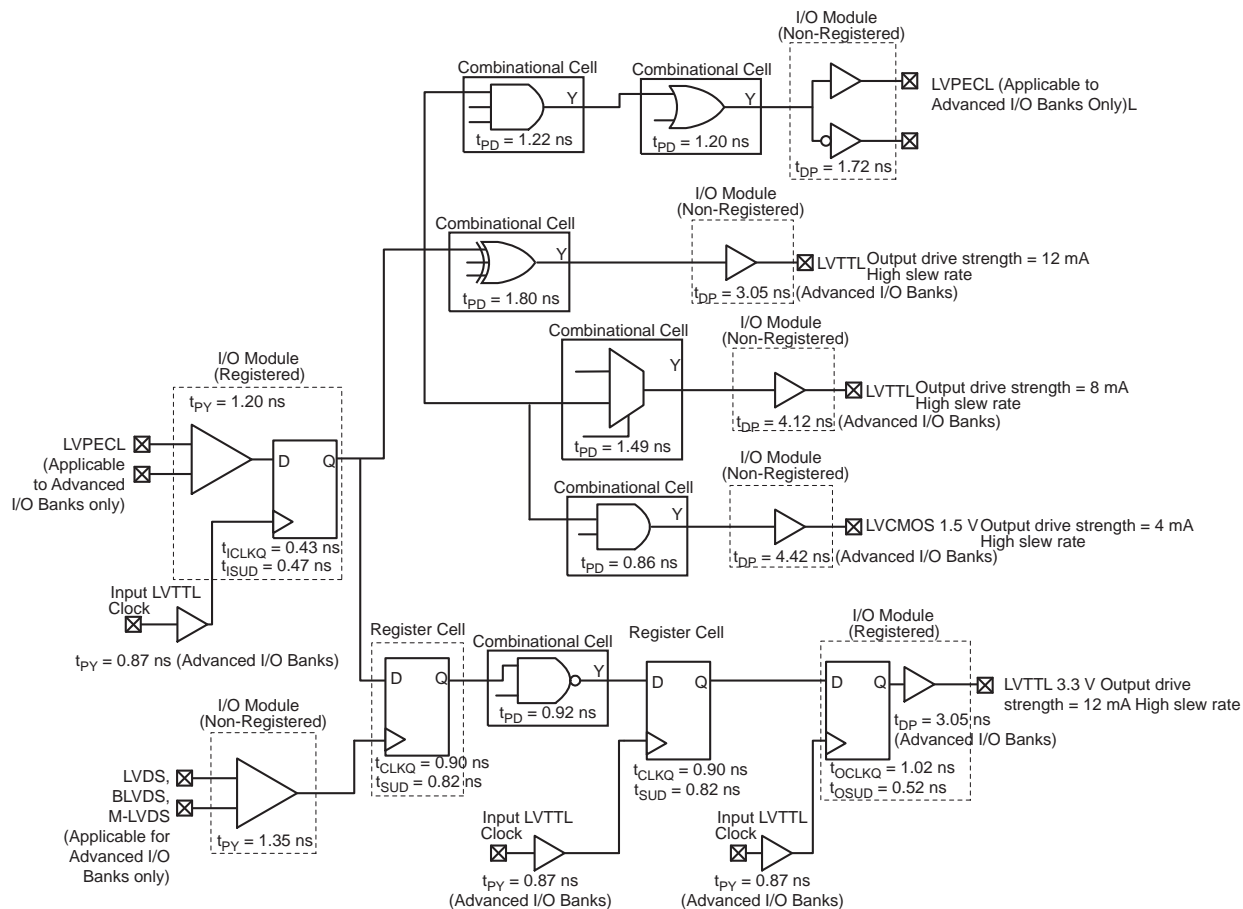 I/O Module
(Non-Registered)
Combinational Cell
Y
tPD = 1.22 ns
Combinational Cell
Y
tPD = 1.20 ns
tDP = 1.72 ns
LVPECL (Applicable to
Advanced I/O Banks Only)L
I/O Module
(Non-Registered)
Combinational Cell
Y
tPD = 1.80 ns
LVTTL Output drive strength = 12 mA
High slew rate
tDP = 3.05 ns (Advanced I/O Banks)
I/O Module
(Non-Registered)
Combinational Cell
Y
tPD = 1.49 ns
LVTTL Output drive strength = 8 mA
High slew rate
tDP = 4.12 ns (Advanced I/O Banks)
I/O Module
(Registered)
tPY = 1.20 ns
LVPECL
(Applicable
to Advanced
I/O Banks only)
D Q
tICLKQ = 0.43 ns
tISUD = 0.47 ns
I/O Module
(Non-Registered)
Combinational Cell
Y
tPD = 0.86 ns
LVCMOS 1.5 V Output drive strength = 4 mA
High slew rate
tDP = 4.42 ns (Advanced I/O Banks)
Input LVTTL
Clock
tPY = 0.87 ns (Advanced I/O Banks)
Register Cell
D Q
tCLKQ = 0.90 ns
tSUD = 0.82 ns
Combinational Cell
Y
tPD = 0.92 ns
Register Cell
D Q
tCLKQ = 0.90 ns
tSUD = 0.82 ns
I/O Module
(Registered)
D Q
tDP = 3.05 ns
(Advanced I/O Banks)
tOCLKQ = 1.02 ns
tOSUD = 0.52 ns
LVTTL 3.3 V Output drive
strength = 12 mA High slew rate
I/O Module
(Non-Registered)
LVDS,
BLVDS,
M-LVDS
(Applicable for
Advanced I/O
Banks only)
tPY = 1.35 ns
Input LVTTL
Clock
tPY = 0.87 ns
(Advanced I/O Banks)
Input LVTTL
Clock
tPY = 0.87 ns
(Advanced I/O Banks)